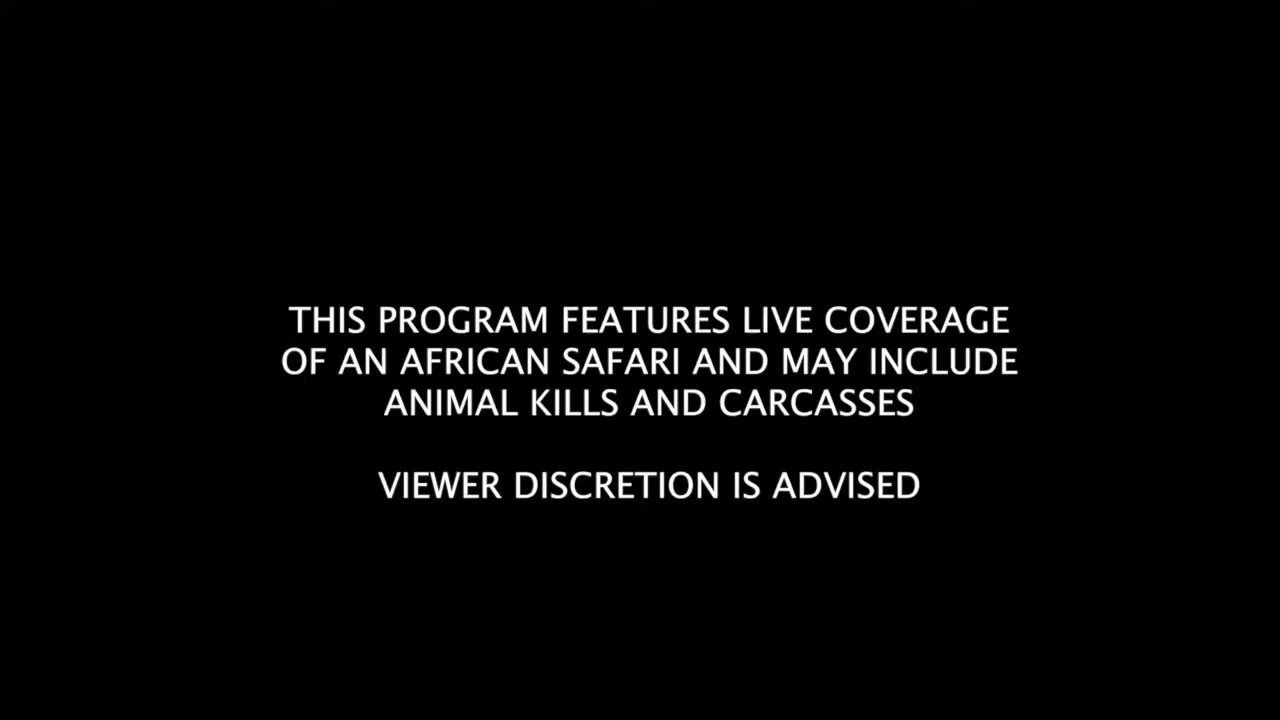 THIS PROGRAM FEATURES LIVE COVERAGE
OF AN AFRICAN SAFARI AND MAY INCLUDE
ANIMAL KILLS AND CARCASSES
VIEWER DISCRETION IS ADVISED